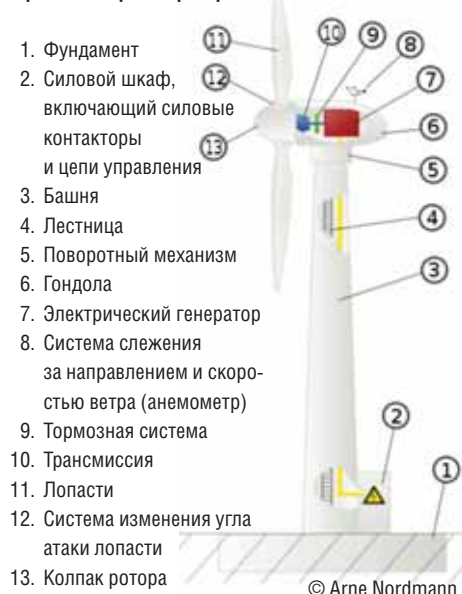 1. Фундамент
2. Силовой шкаф,
включающий силовые
контакторы
и цепи управления
3. Башня
4. Лестница
5. Поворотный механизм
6. Гондола
7. Электрический генератор
8. Система слежения
за направлением и скоро-
стью ветра (анемометр)
9. Тормозная система
10. Трансмиссия
11. Лопасти
12. Система изменения угла
атаки лопасти
13. Колпак ротора
11
10
9
8
12
7
13
6
5
4
3
2
1
© Arne Nordmann